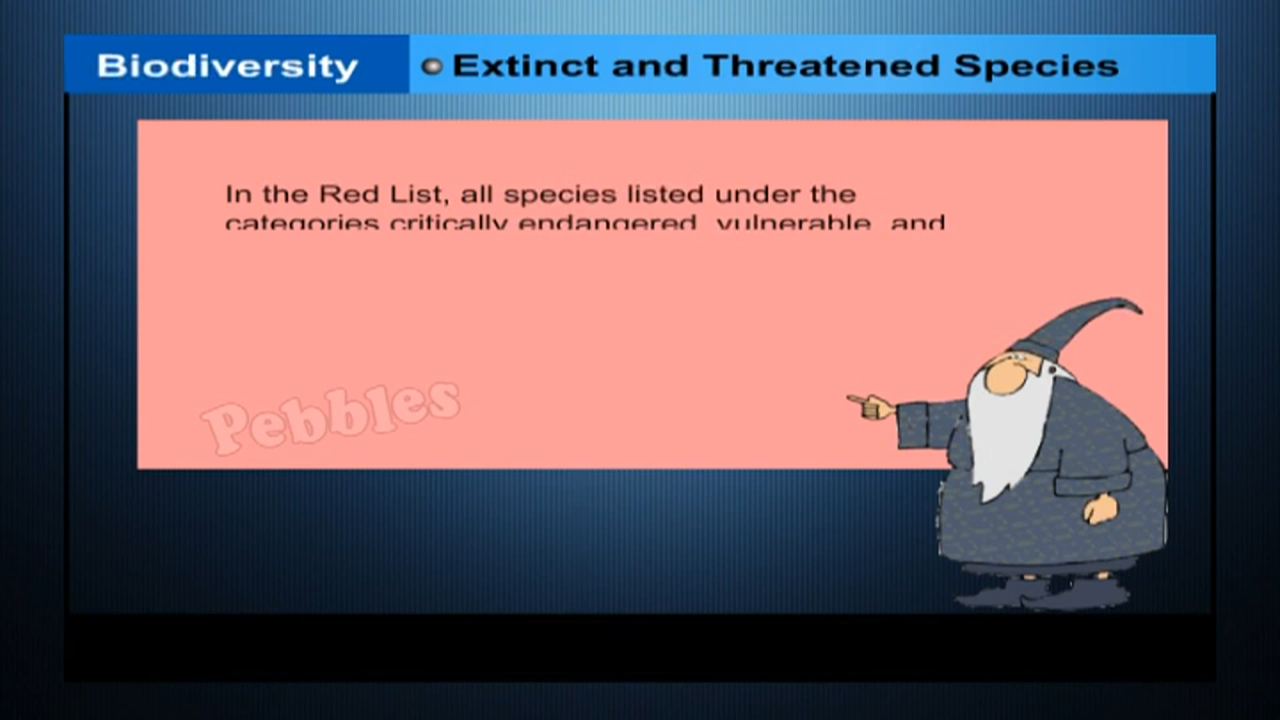 Biodiversity
Extinct and Threatened Species
In the Red List, all species listed under the
categories critically endangered, vulnerable, and
Pebbles